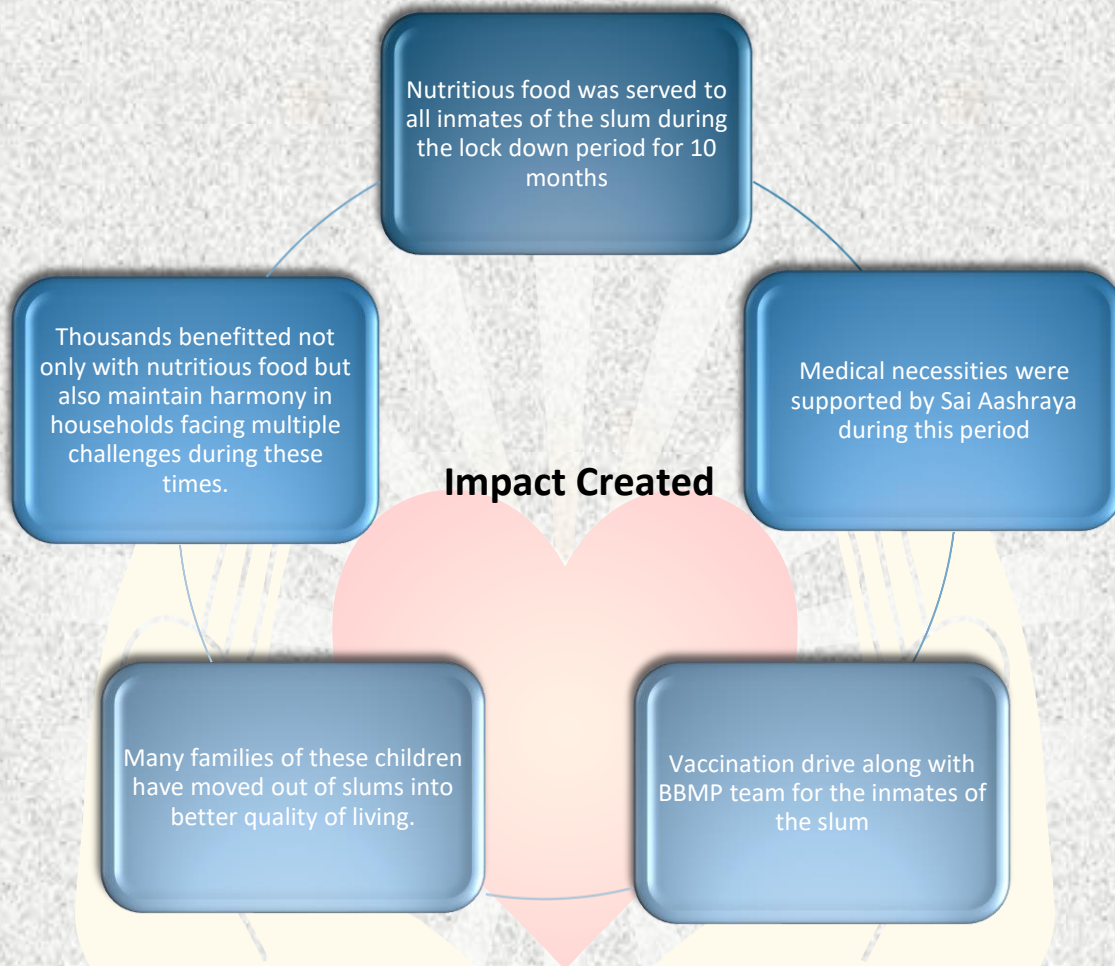 Nutritious food was served to
all inmates of the slum during
the lock down period for 10
months
Thousands benefitted not
only with nutritious food but
also maintain harmony in
households facing multiple
challenges during these
times.
Medical necessities were
supported by Sai Aashraya
during this period
Impact Created
Many families of these children
have moved out of slums into
better quality of living.
Vaccination drive along with
BBMP team for the inmates of
the slum